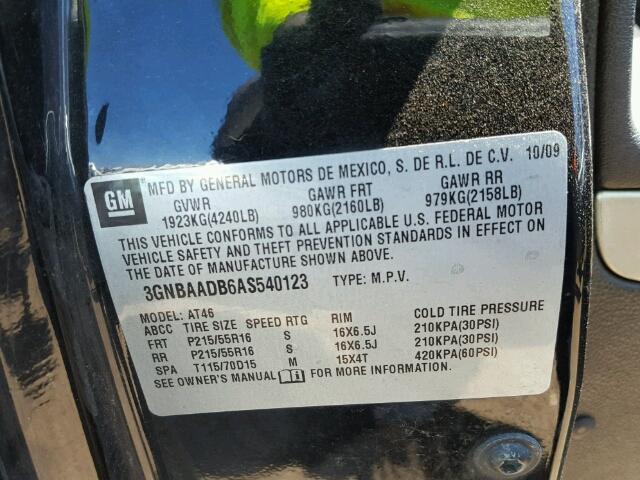 GM
MFD BY GENERAL MOTORS DE MEXICO, S. DE R.L. DE C.V. 10/09
GVWR GAWR FRT GAWR RR
1923KG(4240LB) 980KG(2160LB) 979KG(2158LB)
THIS VEHICLE CONFORMS TO ALL APPLICABLE U.S. FEDERAL MOTOR
VEHICLE SAFETY AND THEFT PREVENTION STANDARDS IN EFFECT ON
THE DATE OF MANUFACTURE SHOWN ABOVE.
3GNBAADB6AS540123 TYPE: M.P.V.
MODEL: AT46
ABCC TIRE SIZE SPEED RTG RIM COLD TIRE PRESSURE
FRT P215/55R16 S 16X6.5J 210KPA(30PSI)
RR P215/55R16 S 16X6.5J 210KPA(30PSI)
SPA T115/70D15 M 15X4T 420KPA(60PSI)
SEE OWNER'S MANUAL FOR MORE INFORMATION.